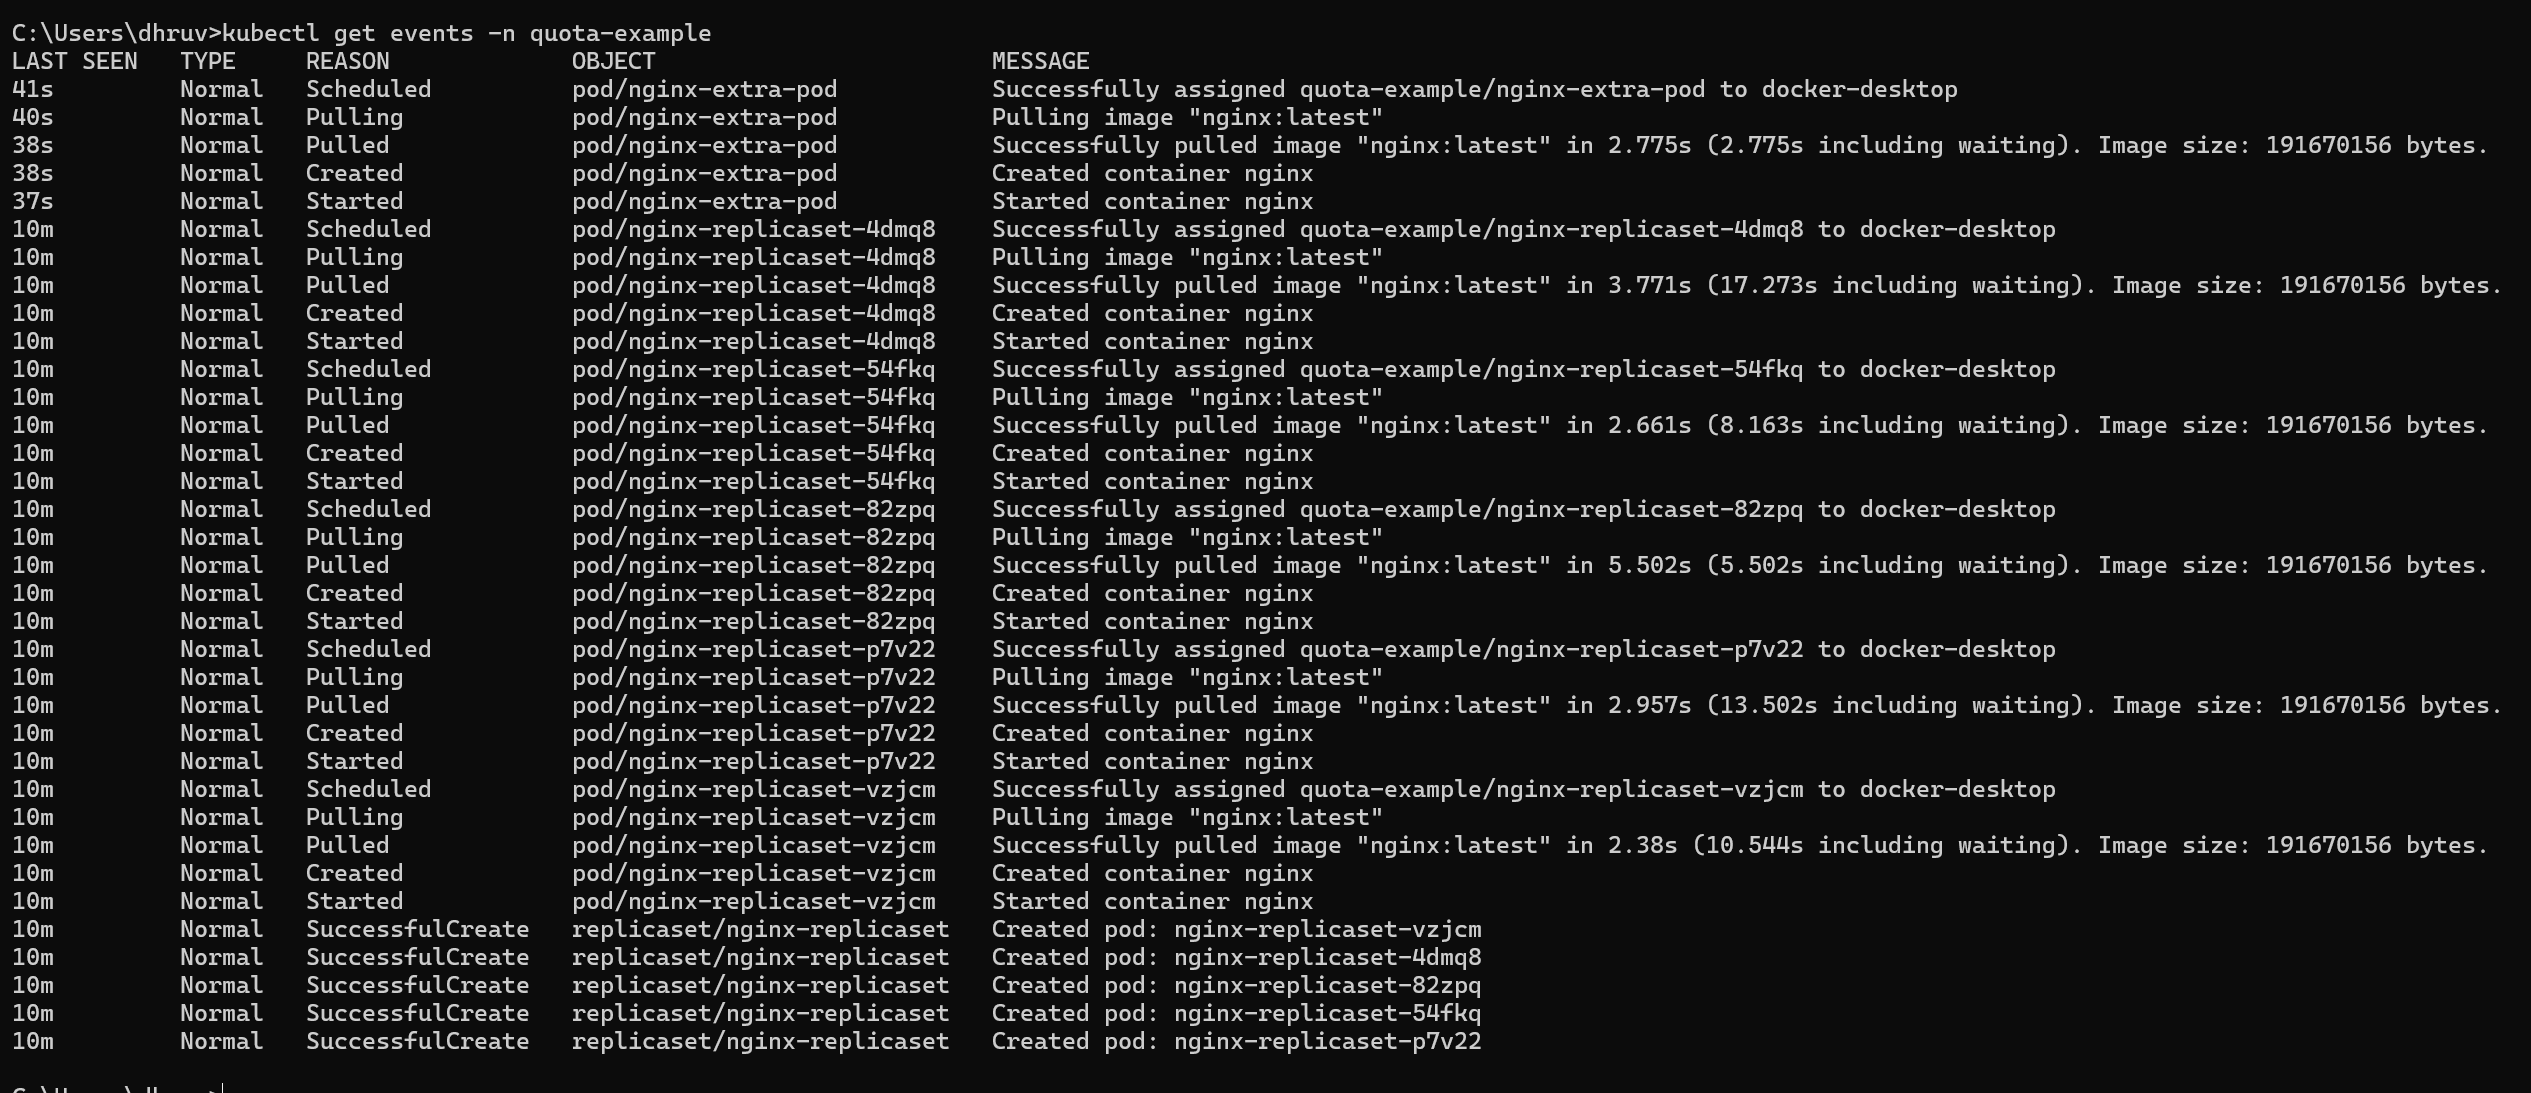 C:\Users\dhruv>kubectl get events -n quota-example
LAST SEEN   TYPE     REASON             OBJECT                        MESSAGE
41s         Normal   Scheduled          pod/nginx-extra-pod           Successfully assigned quota-example/nginx-extra-pod to docker-desktop
40s         Normal   Pulling            pod/nginx-extra-pod           Pulling image "nginx:latest"
38s         Normal   Pulled             pod/nginx-extra-pod           Successfully pulled image "nginx:latest" in 2.775s (2.775s including waiting). Image size: 191670156 bytes.
38s         Normal   Created            pod/nginx-extra-pod           Created container nginx
37s         Normal   Started            pod/nginx-extra-pod           Started container nginx
10m         Normal   Scheduled          pod/nginx-replicaset-4dmq8    Successfully assigned quota-example/nginx-replicaset-4dmq8 to docker-desktop
10m         Normal   Pulling            pod/nginx-replicaset-4dmq8    Pulling image "nginx:latest"
10m         Normal   Pulled             pod/nginx-replicaset-4dmq8    Successfully pulled image "nginx:latest" in 3.771s (17.273s including waiting). Image size: 191670156 bytes.
10m         Normal   Created            pod/nginx-replicaset-4dmq8    Created container nginx
10m         Normal   Started            pod/nginx-replicaset-4dmq8    Started container nginx
10m         Normal   Scheduled          pod/nginx-replicaset-54fkq    Successfully assigned quota-example/nginx-replicaset-54fkq to docker-desktop
10m         Normal   Pulling            pod/nginx-replicaset-54fkq    Pulling image "nginx:latest"
10m         Normal   Pulled             pod/nginx-replicaset-54fkq    Successfully pulled image "nginx:latest" in 2.661s (8.163s including waiting). Image size: 191670156 bytes.
10m         Normal   Created            pod/nginx-replicaset-54fkq    Created container nginx
10m         Normal   Started            pod/nginx-replicaset-54fkq    Started container nginx
10m         Normal   Scheduled          pod/nginx-replicaset-82zpq    Successfully assigned quota-example/nginx-replicaset-82zpq to docker-desktop
10m         Normal   Pulling            pod/nginx-replicaset-82zpq    Pulling image "nginx:latest"
10m         Normal   Pulled             pod/nginx-replicaset-82zpq    Successfully pulled image "nginx:latest" in 5.502s (5.502s including waiting). Image size: 191670156 bytes.
10m         Normal   Created            pod/nginx-replicaset-82zpq    Created container nginx
10m         Normal   Started            pod/nginx-replicaset-82zpq    Started container nginx
10m         Normal   Scheduled          pod/nginx-replicaset-p7v22    Successfully assigned quota-example/nginx-replicaset-p7v22 to docker-desktop
10m         Normal   Pulling            pod/nginx-replicaset-p7v22    Pulling image "nginx:latest"
10m         Normal   Pulled             pod/nginx-replicaset-p7v22    Successfully pulled image "nginx:latest" in 2.957s (13.502s including waiting). Image size: 191670156 bytes.
10m         Normal   Created            pod/nginx-replicaset-p7v22    Created container nginx
10m         Normal   Started            pod/nginx-replicaset-p7v22    Started container nginx
10m         Normal   Scheduled          pod/nginx-replicaset-vzjcm    Successfully assigned quota-example/nginx-replicaset-vzjcm to docker-desktop
10m         Normal   Pulling            pod/nginx-replicaset-vzjcm    Pulling image "nginx:latest"
10m         Normal   Pulled             pod/nginx-replicaset-vzjcm    Successfully pulled image "nginx:latest" in 2.38s (10.544s including waiting). Image size: 191670156 bytes.
10m         Normal   Created            pod/nginx-replicaset-vzjcm    Created container nginx
10m         Normal   Started            pod/nginx-replicaset-vzjcm    Started container nginx
10m         Normal   SuccessfulCreate   replicaset/nginx-replicaset   Created pod: nginx-replicaset-vzjcm
10m         Normal   SuccessfulCreate   replicaset/nginx-replicaset   Created pod: nginx-replicaset-4dmq8
10m         Normal   SuccessfulCreate   replicaset/nginx-replicaset   Created pod: nginx-replicaset-82zpq
10m         Normal   SuccessfulCreate   replicaset/nginx-replicaset   Created pod: nginx-replicaset-54fkq
10m         Normal   SuccessfulCreate   replicaset/nginx-replicaset   Created pod: nginx-replicaset-p7v22